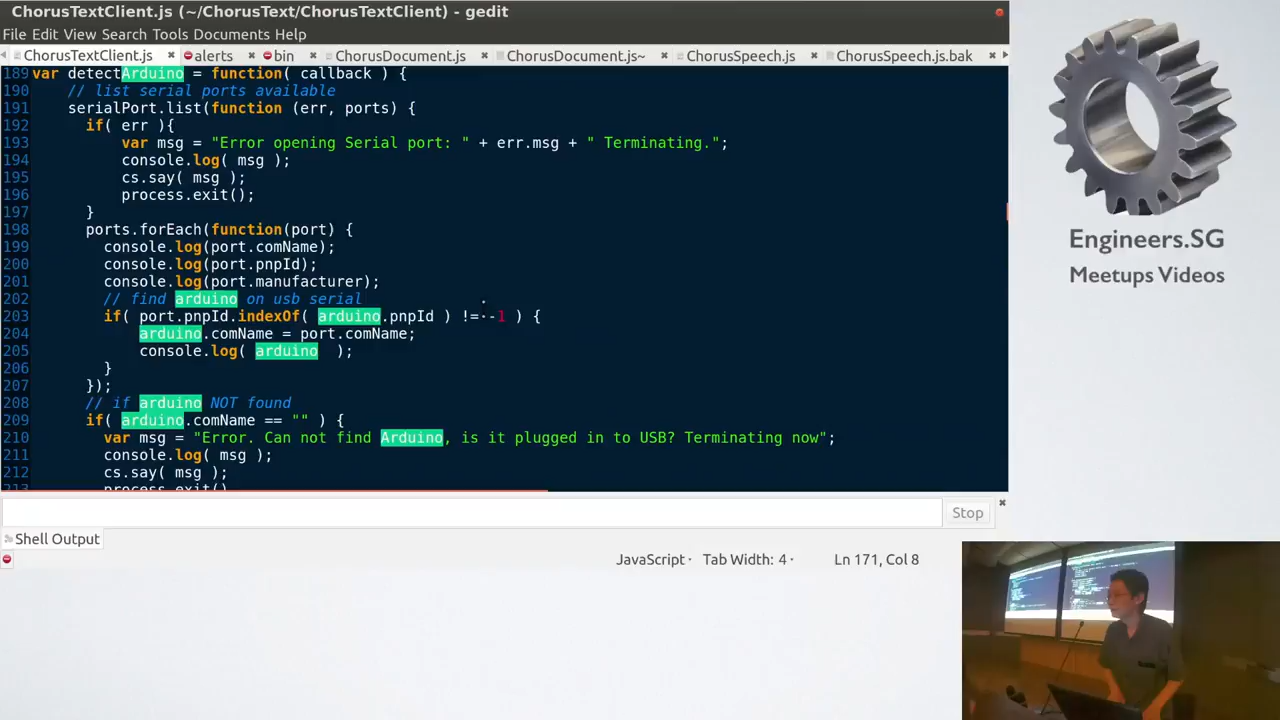 ChorusTextClient.js (~/ChorusText/ChorusTextClient) - gedit
File Edit View Search Tools Documents Help
ChorusTextClient.js alerts bin ChorusDocument.js ChorusDocument.js~ ChorusSpeech.js ChorusSpeech.js.bak
189 var detectArduino = function( callback ) {
190 // list serial ports available
191 serialPort.list(function (err, ports) {
192 if( err ){
193 var msg = "Error opening Serial port: " + err.msg + " Terminating.";
194 console.log( msg );
195 cs.say( msg );
196 process.exit();
197 }
198 ports.forEach(function(port) {
199 console.log(port.comName);
200 console.log(port.pnpId);
201 console.log(port.manufacturer);
202 // find arduino on usb serial
203 if( port.pnpId.indexOf( arduino.pnpId ) != -1 ) {
204 arduino.comName = port.comName;
205 console.log( arduino );
206 }
207 });
208 // if arduino NOT found
209 if( arduino.comName == "" ) {
210 var msg = "Error. Can not find Arduino, is it plugged in to USB? Terminating now";
211 console.log( msg );
212 cs.say( msg );
213 process.exit()
Stop
Shell Output
JavaScript Tab Width: 4 Ln 171, Col 8
Engineers.SG
Meetups Videos